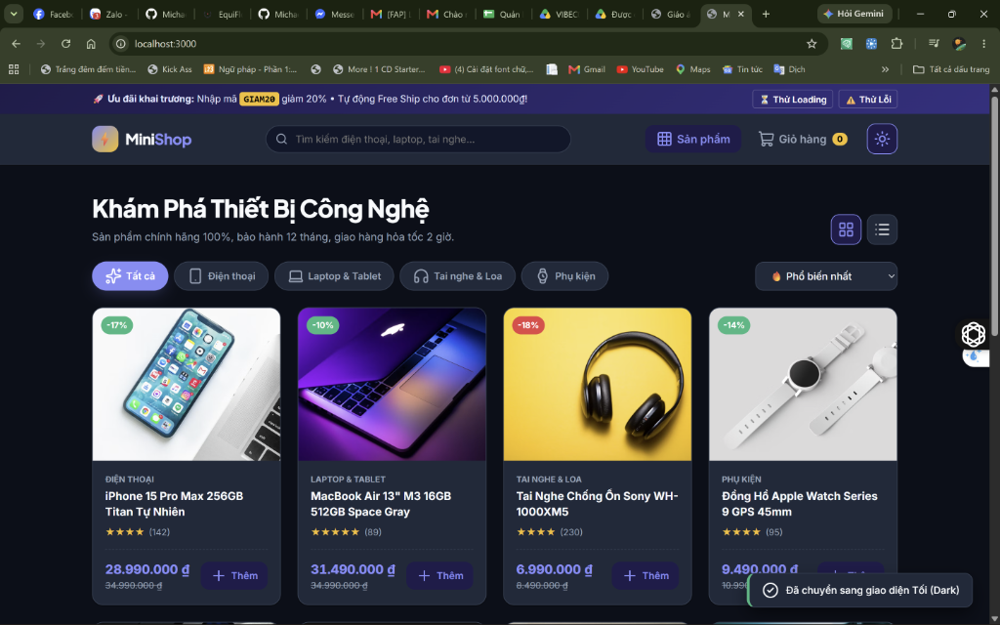 Faceb
Zalo -
Micha
EquiFl
Micha
Messe
[FAP]
Chào
Quản
VIBEC
Được
Giáo á
M
Hỏi Gemini
localhost:3000
Trắng đêm đếm tiền...
Kick Ass
Ngữ pháp - Phần 1:...
More ! 1 CD Starter...
(4) Cài đặt font chữ,...
Gmail
YouTube
Maps
Tin tức
Dịch
»
Tất cả dấu trang
Ưu đãi khai trương: Nhập mã GIAM20 giảm 20% • Tự động Free Ship cho đơn từ 5.000.000₫!
Thử Loading
Thử Lỗi
MiniShop
Tìm kiếm điện thoại, laptop, tai nghe...
Sản phẩm
Giỏ hàng 0
Khám Phá Thiết Bị Công Nghệ
Sản phẩm chính hãng 100%, bảo hành 12 tháng, giao hàng hỏa tốc 2 giờ.
Tất cả
Điện thoại
Laptop & Tablet
Tai nghe & Loa
Phụ kiện
Phổ biến nhất
-17%
-10%
-18%
-14%
ĐIỆN THOẠI
iPhone 15 Pro Max 256GB
Titan Tự Nhiên
★★★★ (142)
28.990.000 ₫
34.990.000 ₫
+ Thêm
LAPTOP & TABLET
MacBook Air 13" M3 16GB
512GB Space Gray
★★★★★ (89)
31.490.000 ₫
34.990.000 ₫
+ Thêm
TAI NGHE & LOA
Tai Nghe Chống Ồn Sony WH-
1000XM5
★★★★ (230)
6.990.000 ₫
8.490.000 ₫
+ Thêm
PHỤ KIỆN
Đồng Hồ Apple Watch Series
9 GPS 45mm
★★★★ (95)
9.490.000 ₫
10.990
Đã chuyển sang giao diện Tối (Dark)